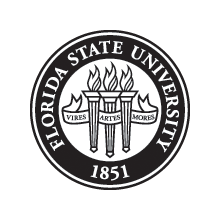 FLORIDA STATE UNIVERSITY
VIRES ARTES MORES
1851